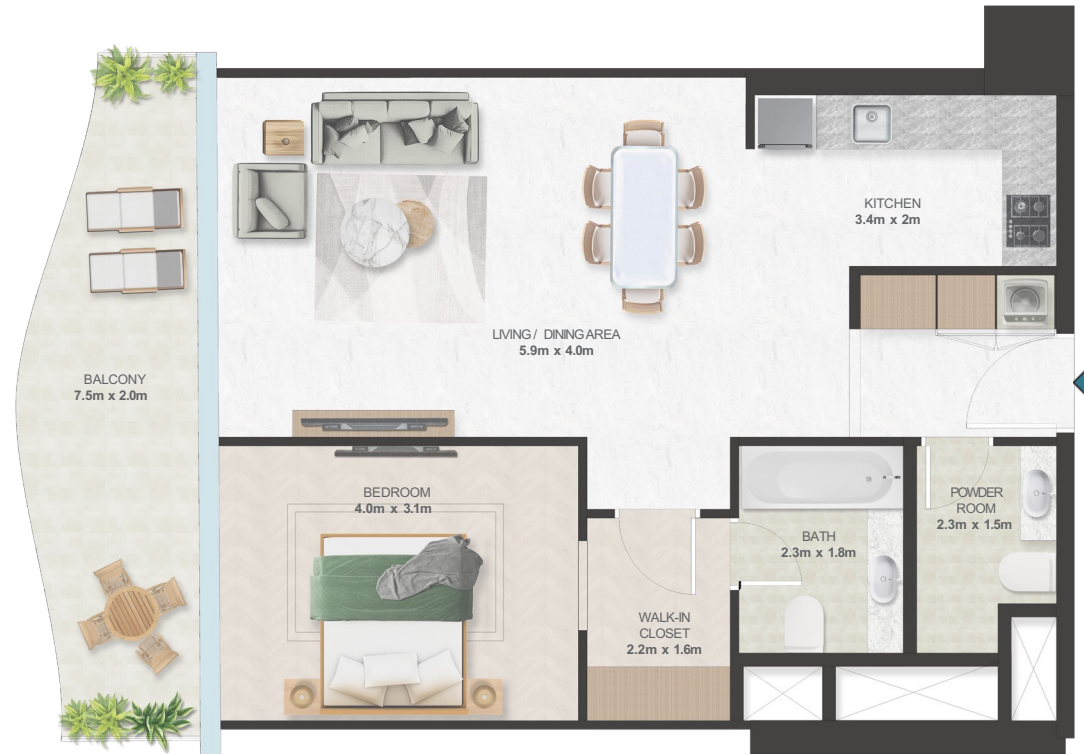 KITCHEN
3.4m x 2m
LIVING / DINING AREA
5.9m x 4.0m
BALCONY
7.5m x 2.0m
BEDROOM
4.0m x 3.1m
POWDER
ROOM
2.3m x 1.5m
BATH
2.3m x 1.8m
WALK-IN
CLOSET
2.2m x 1.6m